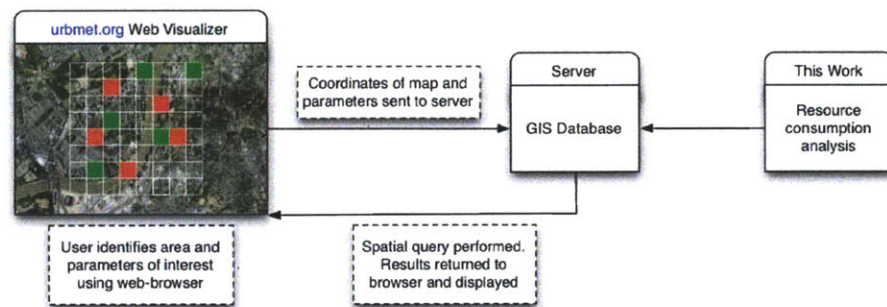 urbmet.org Web Visualizer
Coordinates of map and
parameters sent to server
Server
GIS Database
This Work
Resource
consumption
analysis
User identifies area and
parameters of interest
using web-browser
Spatial query performed.
Results returned to
browser and displayed